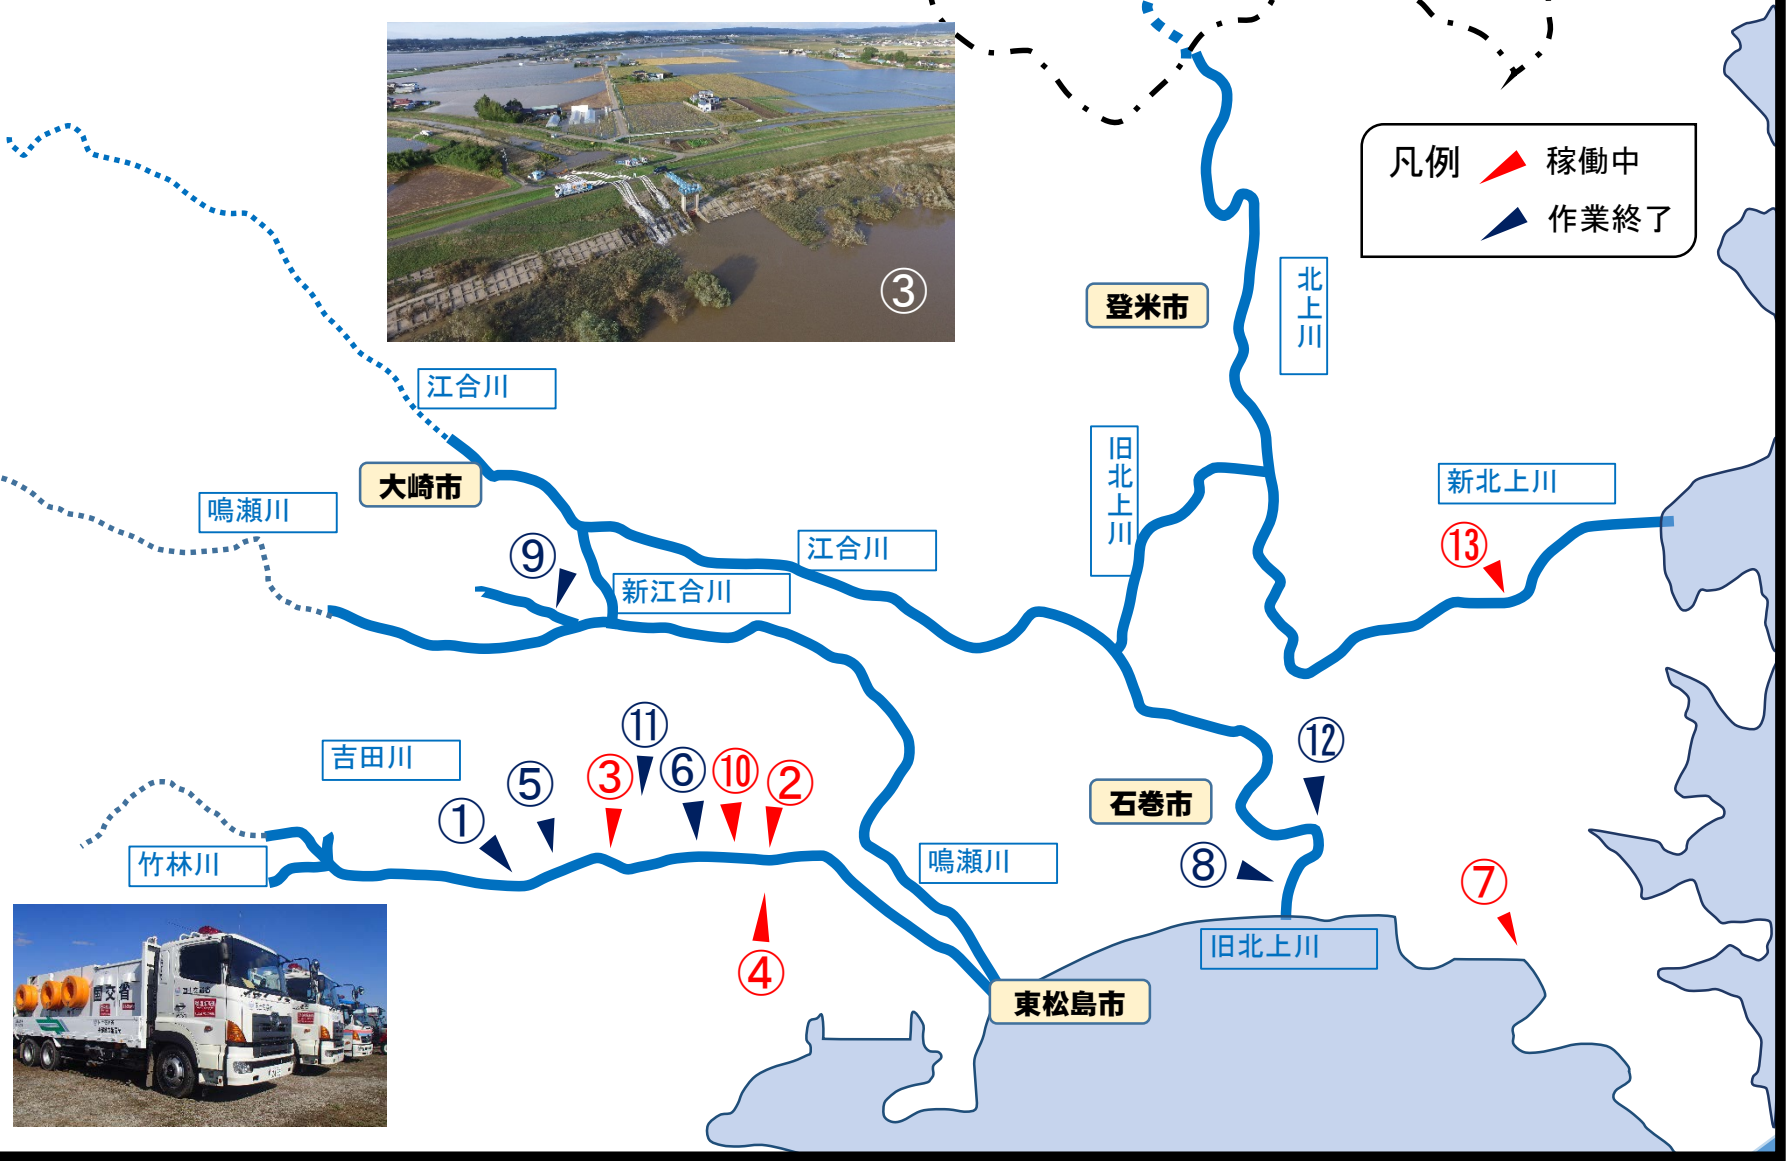 ③
凡例
稼働中
作業終了
登米市
北上川
江合川
旧北上川
大崎市
新北上川
鳴瀬川
⑬
江合川
⑨
新江合川
⑪
⑫
吉田川
③
⑥
⑩
②
⑤
石巻市
①
竹林川
鳴瀬川
⑧
⑦
旧北上川
④
国交省
東松島市